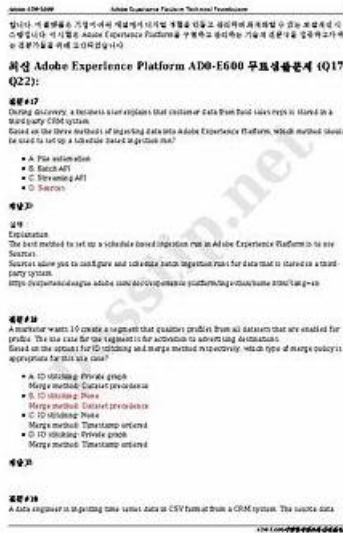 Adobe AD0-E600
Adobe Experience Platform Technical Foundations
최신 Adobe Experience Platform AD0-E600 무료샘플문제 (Q17
Q22):
질문 #17
During discovery, a business user explains that customer data from field sales reps is stored in a
third party CRM system.
Based on the three methods of ingesting data into Adobe Experience Platform, which method should
be used to set up a schedule based ingestion run?
A. File automation
B. Batch API
C. Streaming API
D. Sources
정답:D
설명:
Explanation
The best method to set up a schedule based ingestion run in Adobe Experience Platform is to use
Sources.
Sources allow you to configure and schedule batch ingestion runs for data that is stored in a third-
party system.
질문 #18
A marketer wants 10 create a segment that qualifies profiles from all datasets that are enabled for
profile. The use case for the segment is for activation to advertising destinations.
Based on the options for ID stitching and merge method respectively, which type of merge policy is
appropriate for this use case?
A. ID stitching: Private graph
Merge method: Dataset precedence
B. ID stitching: None
Merge method: Dataset precedence
C. ID stitching: None
Merge method: Timestamp ordered
D. ID stitching: Private graph
Merge method: Timestamp ordered
정답:B
질문 #19
A data engineer is ingesting time series data in CSV format from a CRM system. The source data